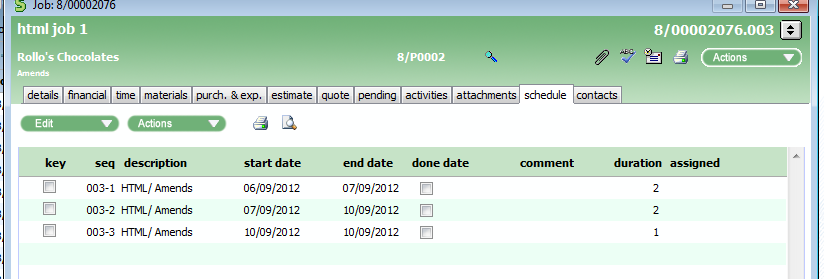 Job: 8/00002076
html job 1 8/00002076.003
Rollo's Chocolates 8/P0002 ABC Actions
Amends
details financial time materials purch. & exp. estimate quote pending activities attachments schedule contacts
Edit Actions
key seq description start date end date done date comment duration assigned
003-1 HTML/ Amends 06/09/2012 07/09/2012 2
003-2 HTML/ Amends 07/09/2012 10/09/2012 2
003-3 HTML/ Amends 10/09/2012 10/09/2012 1